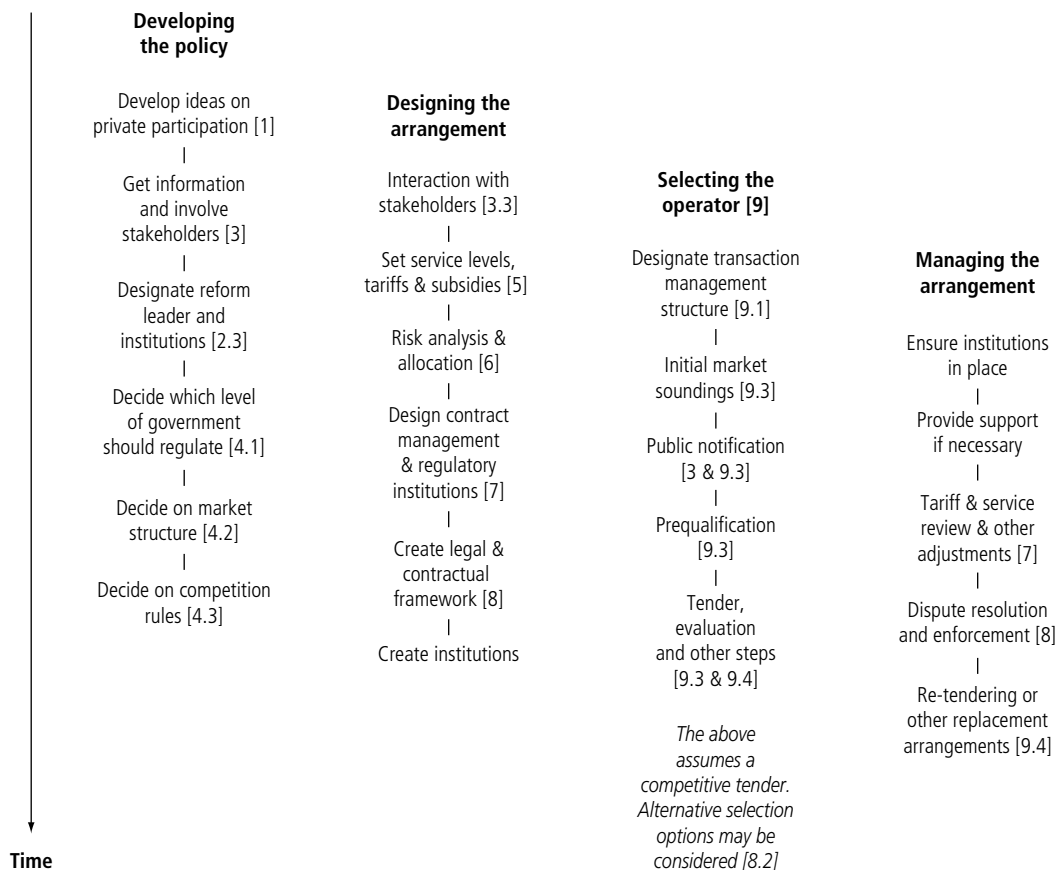 Developing
the policy
Develop ideas on
private participation [1]
Get information
and involve
stakeholders [3]
Designate reform
leader and
institutions [2.3]
Decide which level
of government
should regulate [4.1]
Decide on market
structure [4.2]
Decide on competition
rules [4.3]
Designing the
arrangement
Interaction with
stakeholders [3.3]
Set service levels,
tariffs & subsidies [5]
Risk analysis &
allocation [6]
Design contract
management
& regulatory
institutions [7]
Create legal &
contractual
framework [8]
Create institutions
Selecting the
operator [9]
Designate transaction
management
structure [9.1]
Initial market
soundings [9.3]
Public notification
[3 & 9.3]
Prequalification
[9.3]
Tender,
evaluation
and other steps
[9.3 & 9.4]
The above
assumes a
competitive tender.
Alternative selection
options may be
considered [8.2]
Managing the
arrangement
Ensure institutions
in place
Provide support
if necessary
Tariff & service
review & other
adjustments [7]
Dispute resolution
and enforcement [8]
Re-tendering or
other replacement
arrangements [9.4]
Time